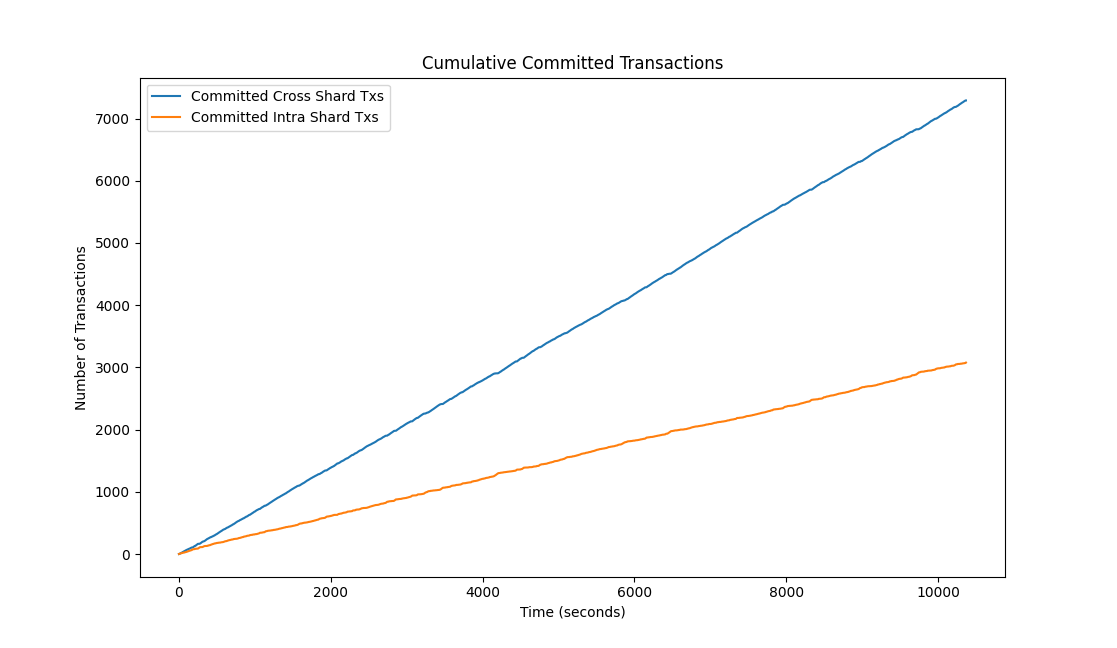 Cumulative Committed Transactions
Committed Cross Shard Txs
Committed Intra Shard Txs
Number of Transactions
7000
6000
5000
4000
3000
2000
1000
0
0 2000 4000 6000 8000 10000
Time (seconds)